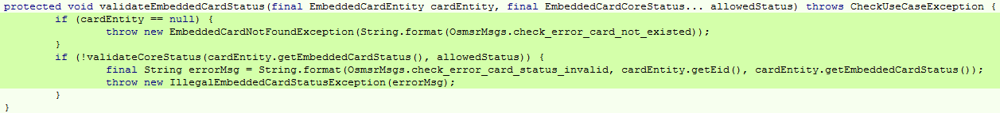 protected void validateEmbeddedCardStatus(final EmbeddedCardEntity cardEntity, final EmbeddedCardCoreStatus... allowedStatus) throws CheckUseCaseException {
        if (cardEntity == null) {
                throw new EmbeddedCardNotFoundException(String.format(OsmsrMsgs.check_error_card_not_existed));
        }
        if (!validateCoreStatus(cardEntity.getEmbeddedCardStatus(), allowedStatus)) {
                final String errorMsg = String.format(OsmsrMsgs.check_error_card_status_invalid, cardEntity.getEid(), cardEntity.getEmbeddedCardStatus());
                throw new IllegalEmbeddedCardStatusException(errorMsg);
        }
}